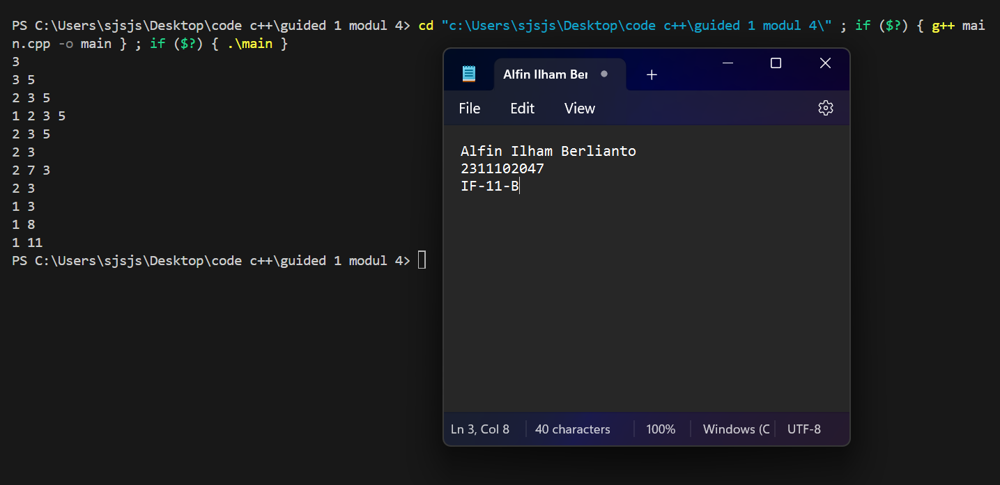 PS C:\Users\sjsjs\Desktop\code c++\guided 1 modul 4> cd "c:\Users\sjsjs\Desktop\code c++\guided 1 modul 4\" ; if ($?) { g++ mai
n.cpp -o main } ; if ($?) { .\main }
3
3 5
2 3 5
1 2 3 5
2 3 5
2 3
2 7 3
2 3
1 3
1 8
1 11
PS C:\Users\sjsjs\Desktop\code c++\guided 1 modul 4>
Alfin Ilham Ber
File Edit View
Alfin Ilham Berlianto
2311102047
IF-11-B
Ln 3, Col 8 40 characters 100% Windows (C UTF-8